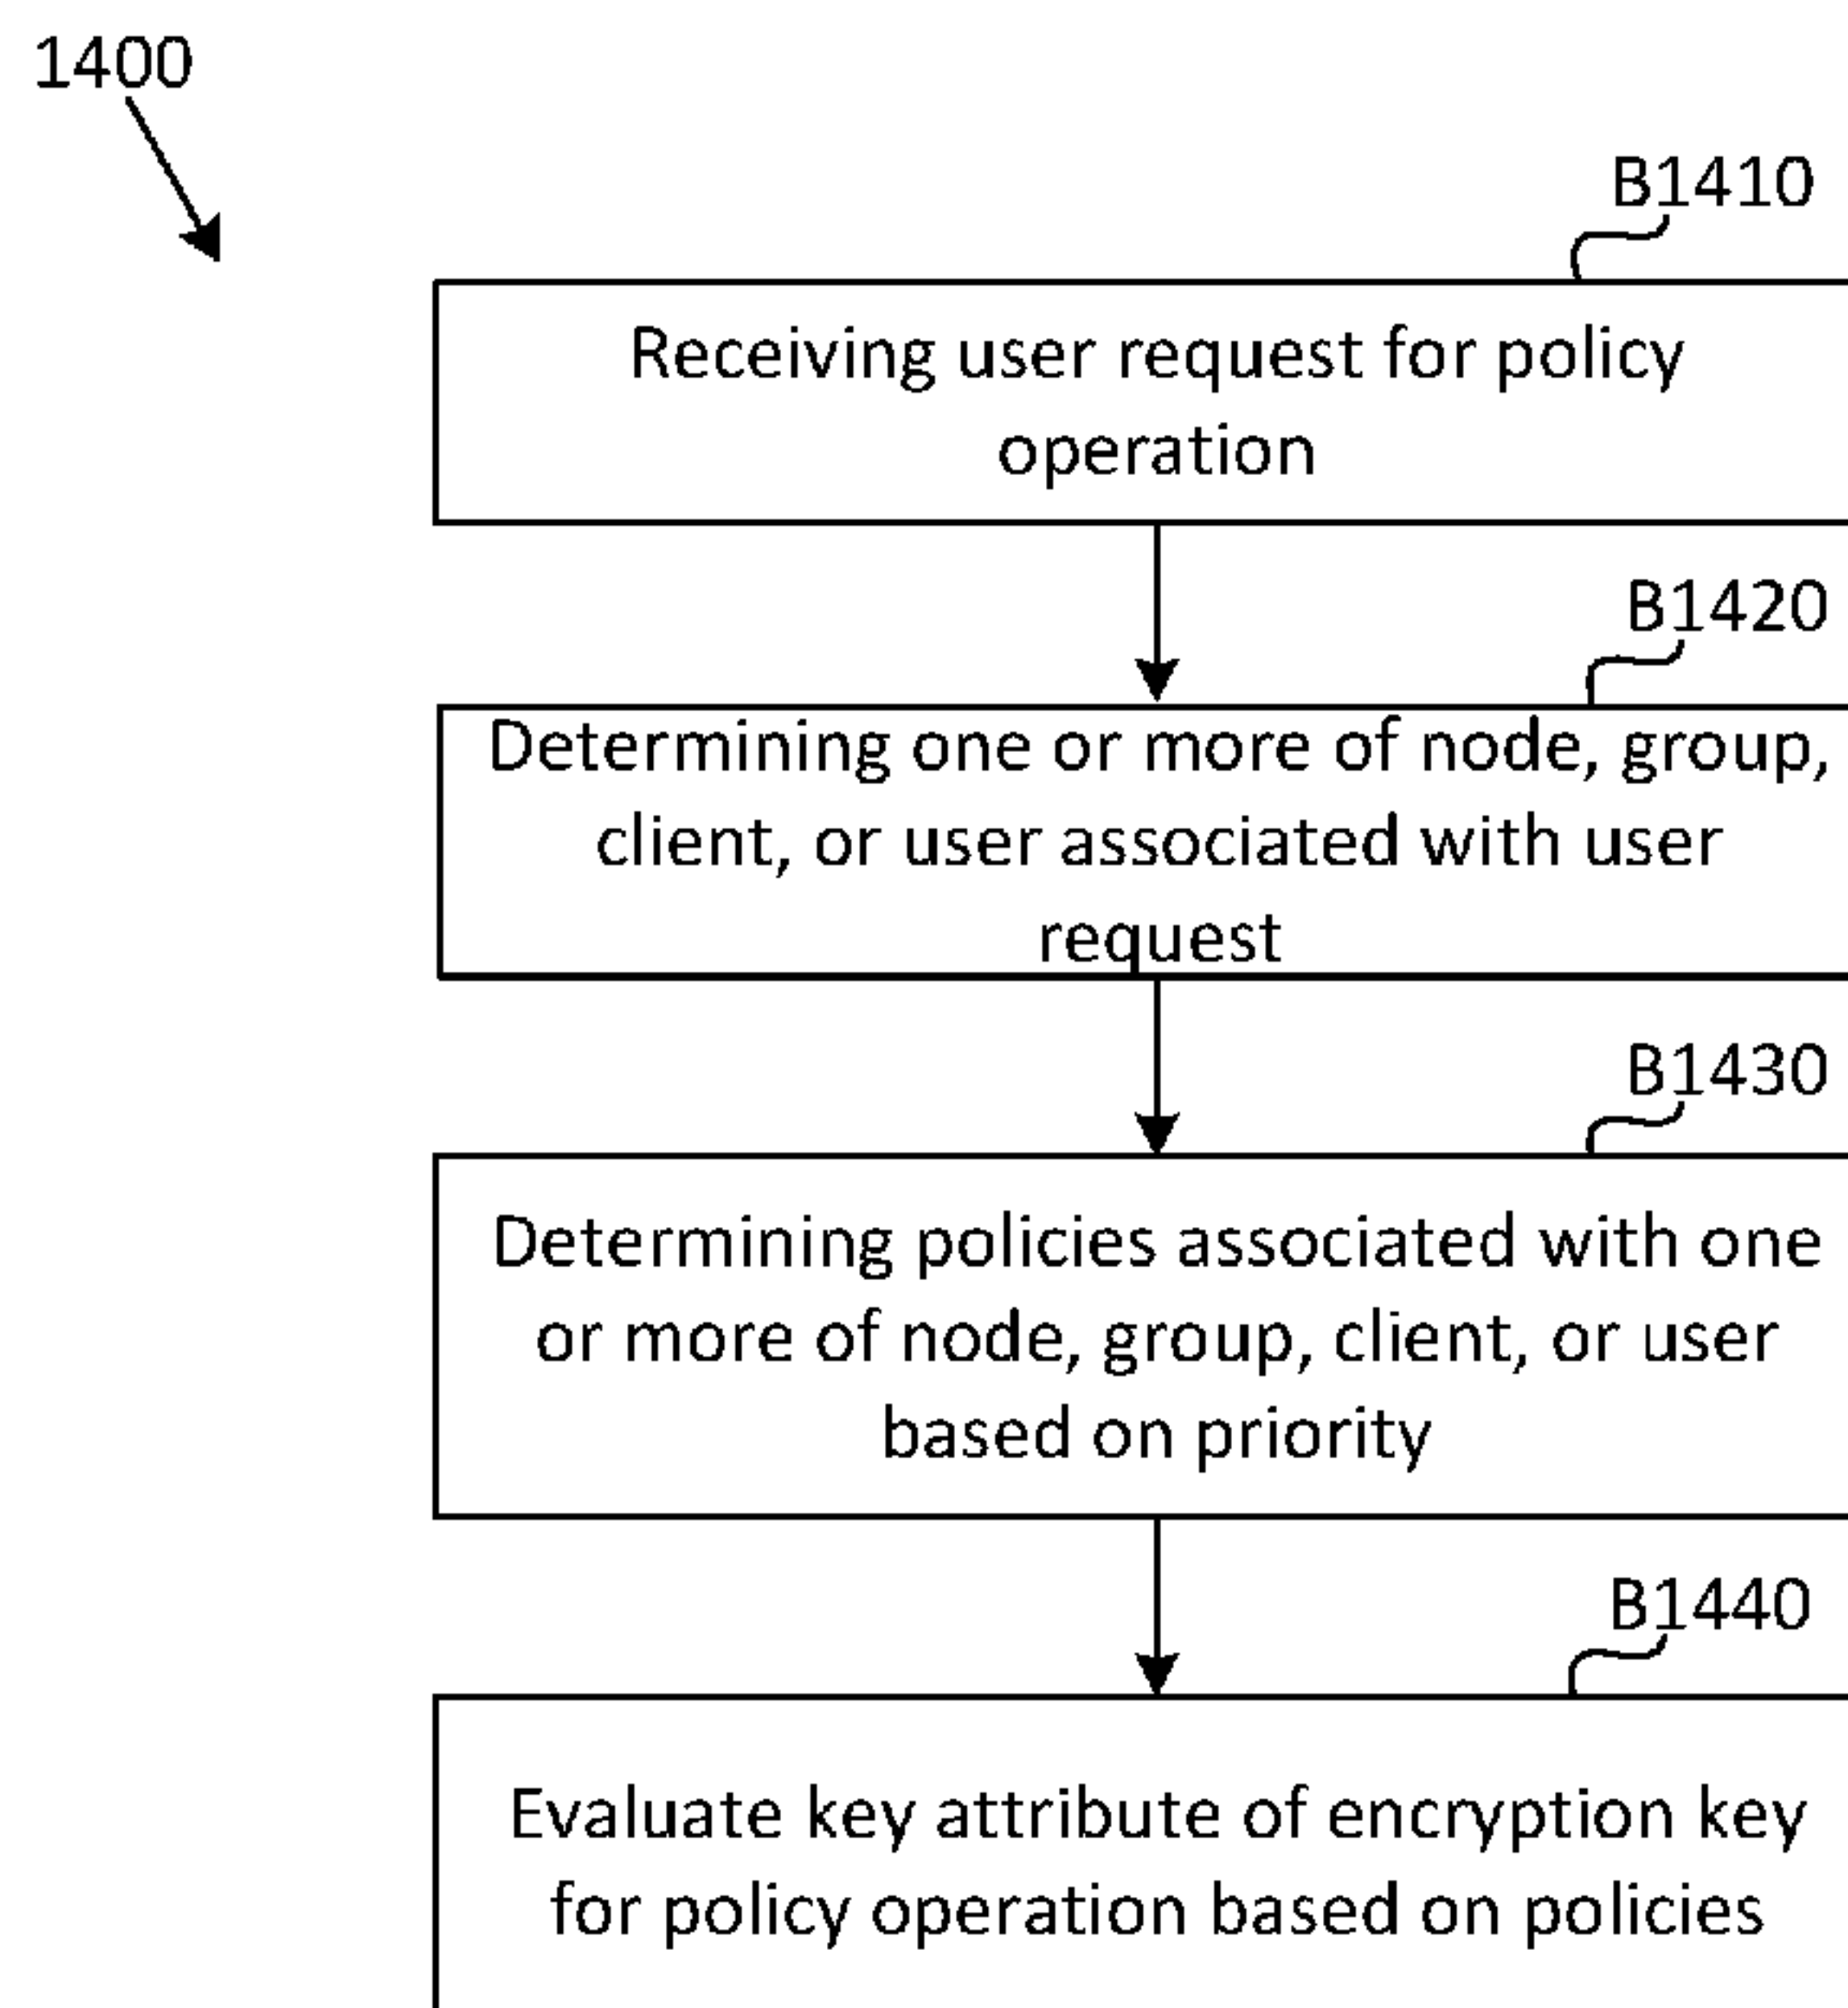 1400
B1410
Receiving user request for policy
operation
B1420
Determining one or more of node, group,
client, or user associated with user
request
B1430
Determining policies associated with one
or more of node, group, client, or user
based on priority
B1440
Evaluate key attribute of encryption key
for policy operation based on policies